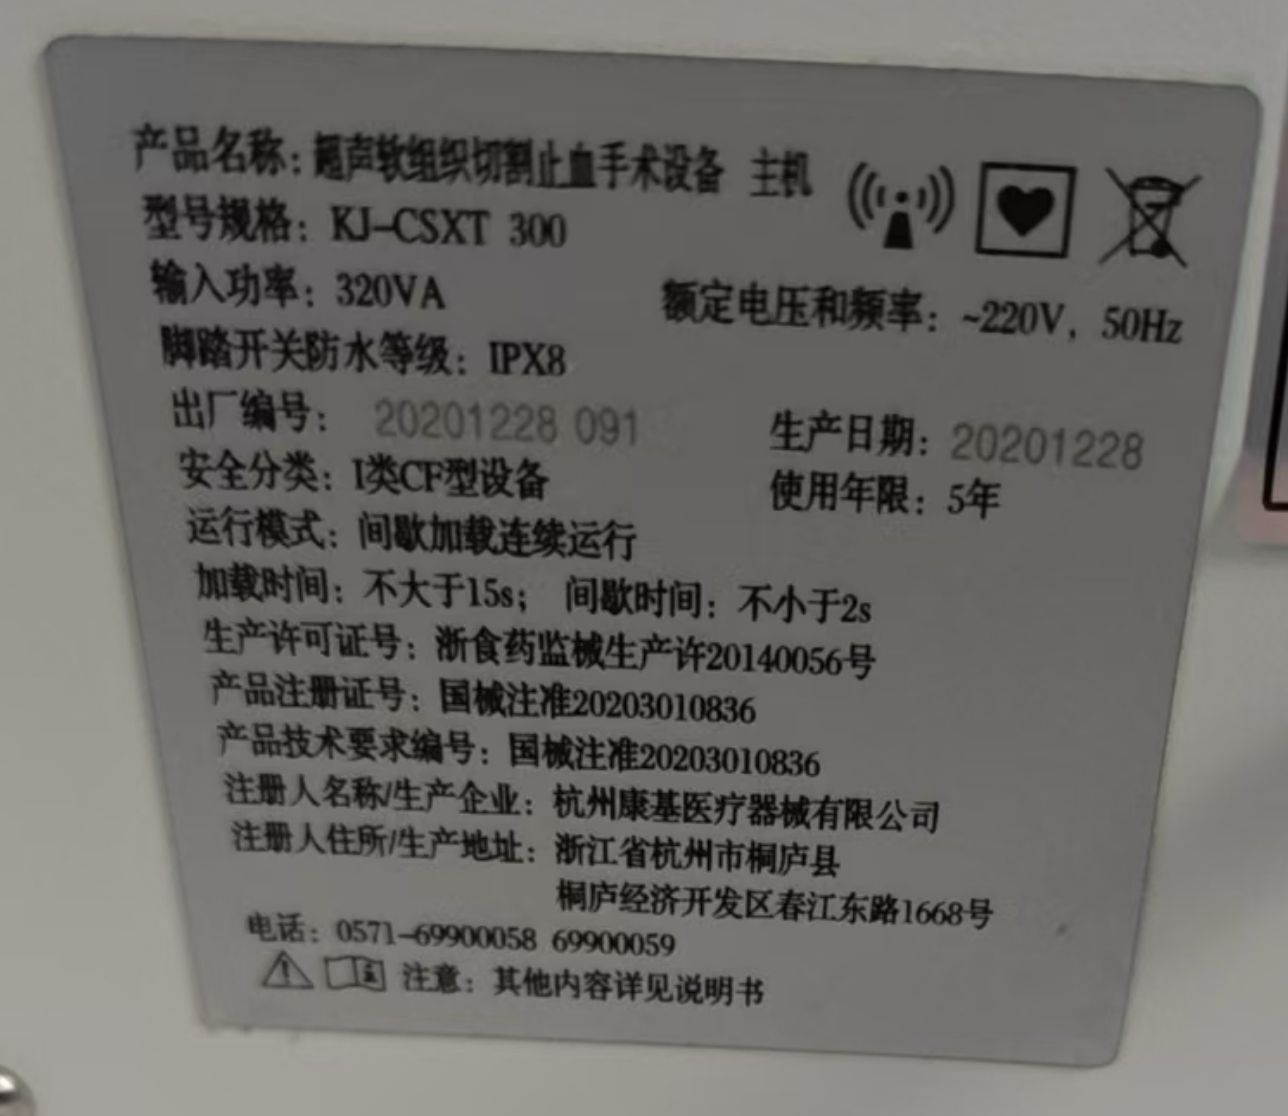 产品名称：超声软组织切割止血手术设备 主机
型号规格：KJ-CSXT 300
输入功率：320VA 额定电压和频率：~220V，50Hz
脚踏开关防水等级：IPX8
出厂编号： 20201228 091 生产日期：20201228
安全分类：I类CF型设备 使用年限：5年
运行模式：间歇加载连续运行
加载时间：不大于15s； 间歇时间：不小于2s
生产许可证号：浙食药监械生产许20140056号
产品注册证号：国械注准20203010836
产品技术要求编号：国械注准20203010836
注册人名称/生产企业：杭州康基医疗器械有限公司
注册人住所/生产地址：浙江省杭州市桐庐县
桐庐经济开发区春江东路1668号
电话：0571-69900058 69900059
注意：其他内容详见说明书